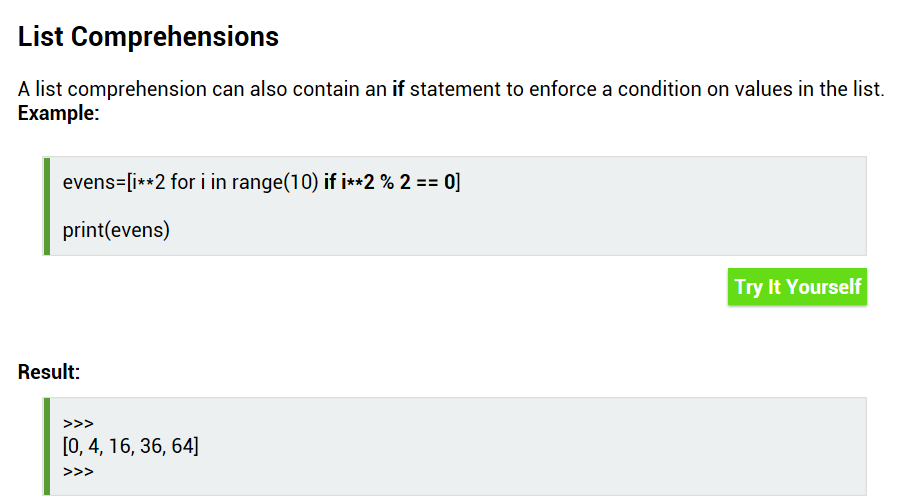 List Comprehensions
A list comprehension can also contain an if statement to enforce a condition on values in the list.
Example:
evens=[i**2 for i in range(10) if i**2 % 2 == 0]
print(evens)
Try It Yourself
Result:
>>>
[0, 4, 16, 36, 64]
>>>